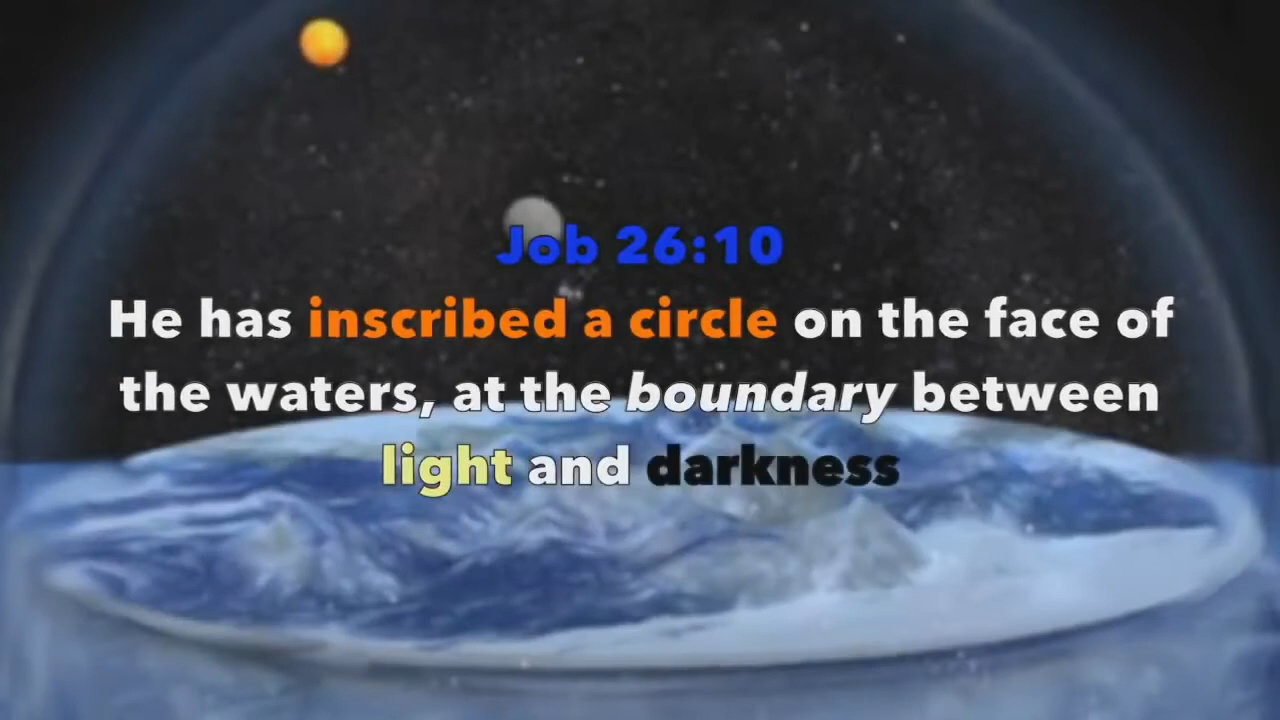 Job 26:10
He has inscribed a circle on the face of
the waters, at the boundary between
light and darkness